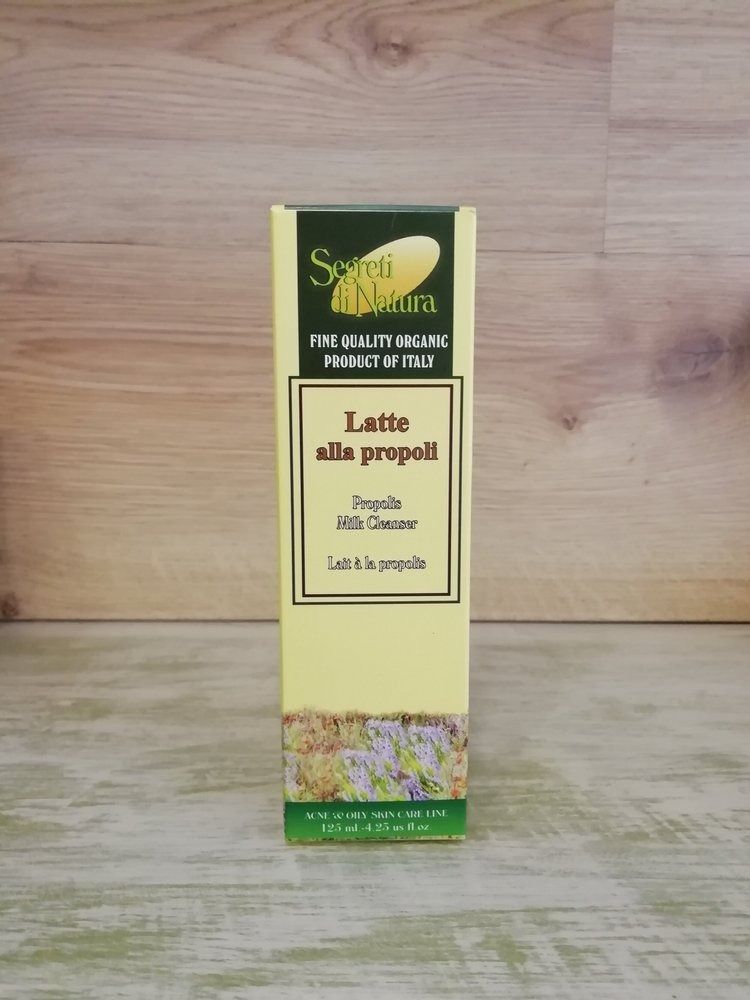 Segreti
di Natura
FINE QUALITY ORGANIC
PRODUCT OF ITALY
Latte
alla propoli
Propolis
Milk Cleanser
Lait à la propolis
ACNE & OILY SKIN CARE LINE
125 ml - 4.25 us fl.oz